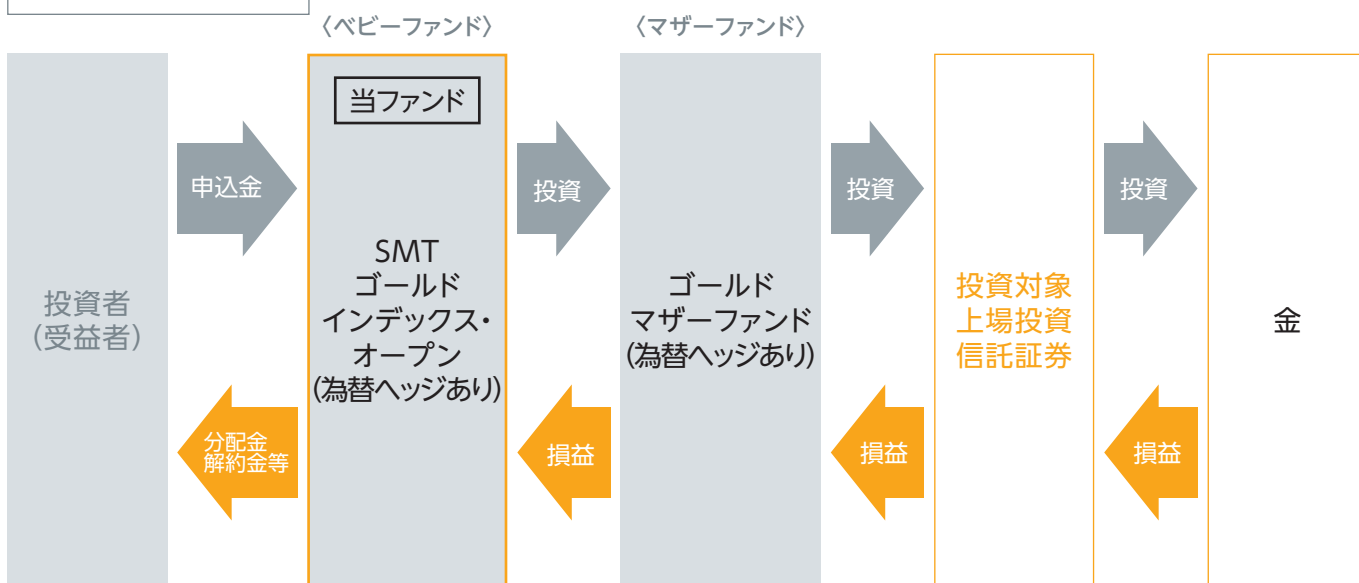 〈ベビーファンド〉
〈マザーファンド〉
当ファンド
申込金
投資
投資
投資
投資者
(受益者)
SMT
ゴールド
インデックス・
オープン
(為替ヘッジあり)
ゴールド
マザーファンド
(為替ヘッジあり)
投資対象
上場投資
信託証券
金
分配金
解約金等
損益
損益
損益